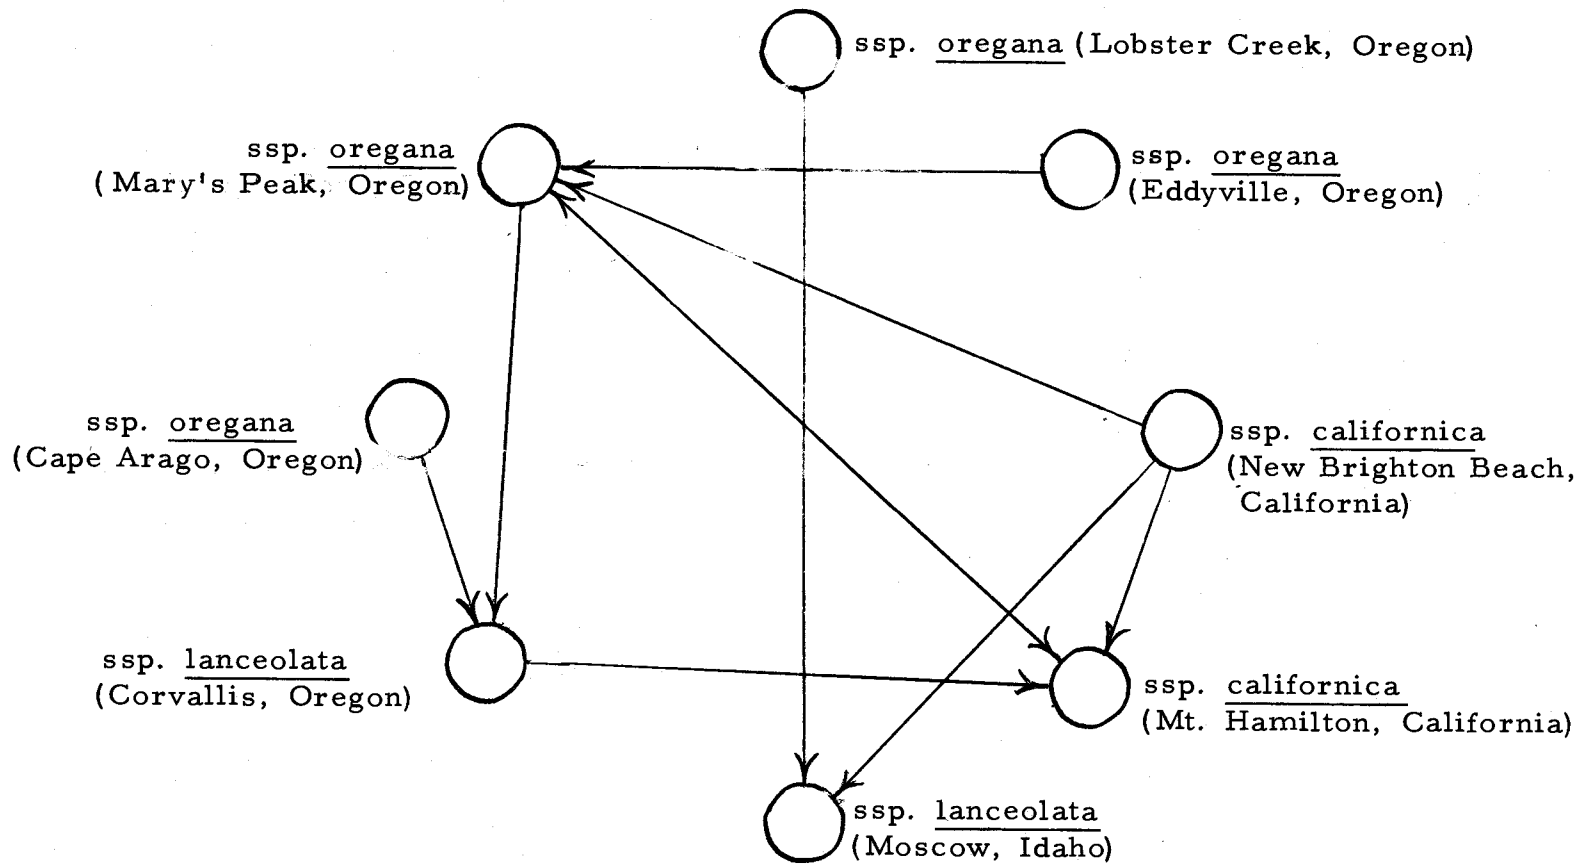 ssp. oregana (Lobster Creek, Oregon)
ssp. oregana
(Mary's Peak, Oregon)
ssp. oregana
(Eddyville, Oregon)
ssp. oregana
(Cape Arago, Oregon)
ssp. californica
(New Brighton Beach,
California)
ssp. lanceolata
(Corvallis, Oregon)
ssp. californica
(Mt. Hamilton, California)
ssp. lanceolata
(Moscow, Idaho)